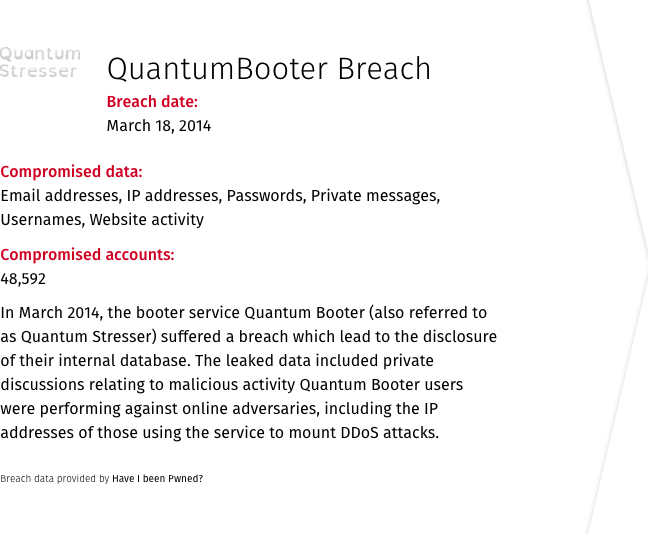 Quantum
Stresser
QuantumBooter Breach
Breach date:
March 18, 2014
Compromised data:
Email addresses, IP addresses, Passwords, Private messages,
Usernames, Website activity
Compromised accounts:
48,592
In March 2014, the booter service Quantum Booter (also referred to
as Quantum Stresser) suffered a breach which lead to the disclosure
of their internal database. The leaked data included private
discussions relating to malicious activity Quantum Booter users
were performing against online adversaries, including the IP
addresses of those using the service to mount DDoS attacks.
Breach data provided by Have I been Pwned?